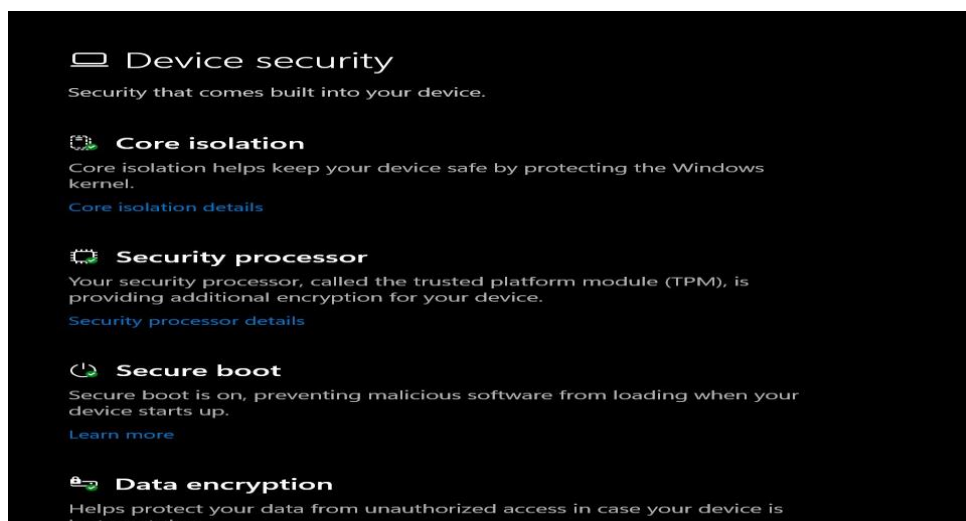 Device security
Security that comes built into your device.
Core isolation
Core isolation helps keep your device safe by protecting the Windows
kernel.
Core isolation details
Security processor
Your security processor, called the trusted platform module (TPM), is
providing additional encryption for your device.
Security processor details
Secure boot
Secure boot is on, preventing malicious software from loading when your
device starts up.
Learn more
Data encryption
Helps protect your data from unauthorized access in case your device is